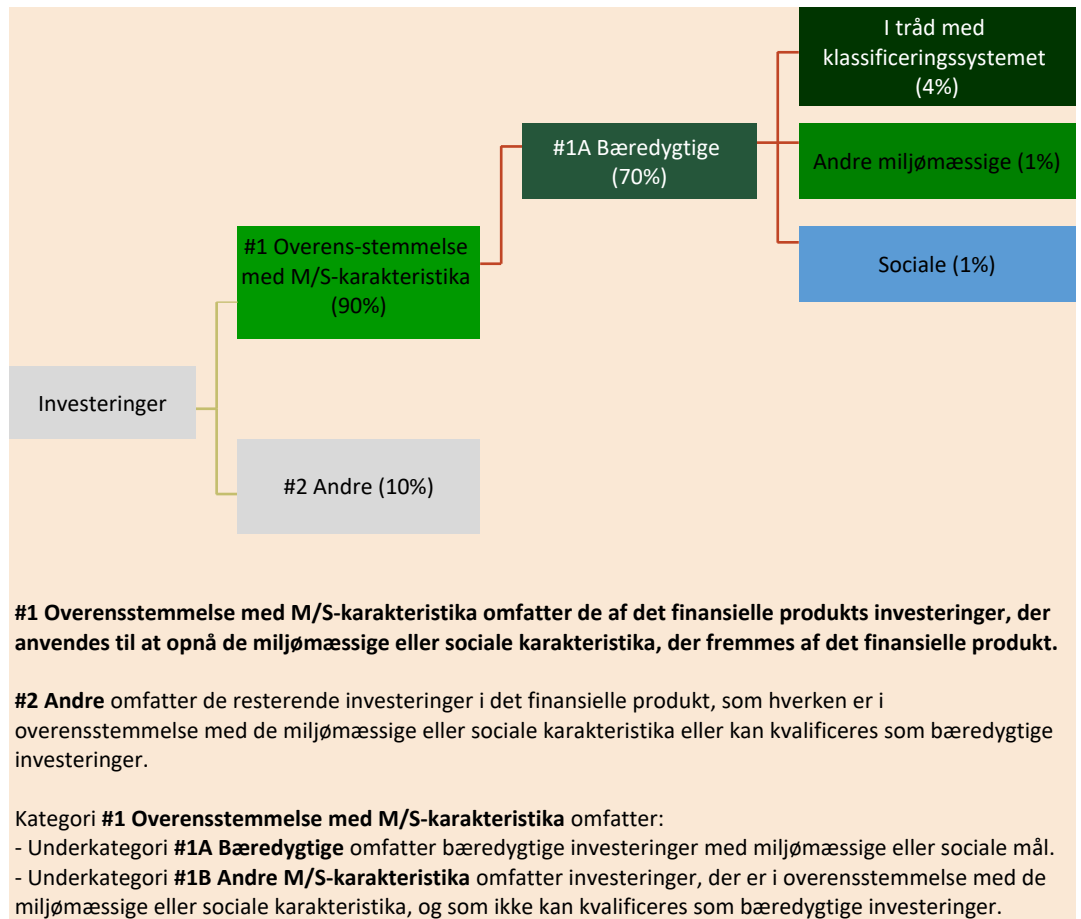 I tråd med
klassificeringssystemet
(4%)
#1A Bæredygtige
(70%)
Andre miljømæssige (1%)
#1 Overens-stemmelse
med M/S-karakteristika
(90%)
Sociale (1%)
Investeringer
#2 Andre (10%)
#1 Overensstemmelse med M/S-karakteristika omfatter de af det finansielle produkts investeringer, der
anvendes til at opnå de miljømæssige eller sociale karakteristika, der fremmes af det finansielle produkt.
#2 Andre omfatter de resterende investeringer i det finansielle produkt, som hverken er i
overensstemmelse med de miljømæssige eller sociale karakteristika eller kan kvalificeres som bæredygtige
investeringer.
Kategori #1 Overensstemmelse med M/S-karakteristika omfatter:
- Underkategori #1A Bæredygtige omfatter bæredygtige investeringer med miljømæssige eller sociale mål.
- Underkategori #1B Andre M/S-karakteristika omfatter investeringer, der er i overensstemmelse med de
miljømæssige eller sociale karakteristika, og som ikke kan kvalificeres som bæredygtige investeringer.